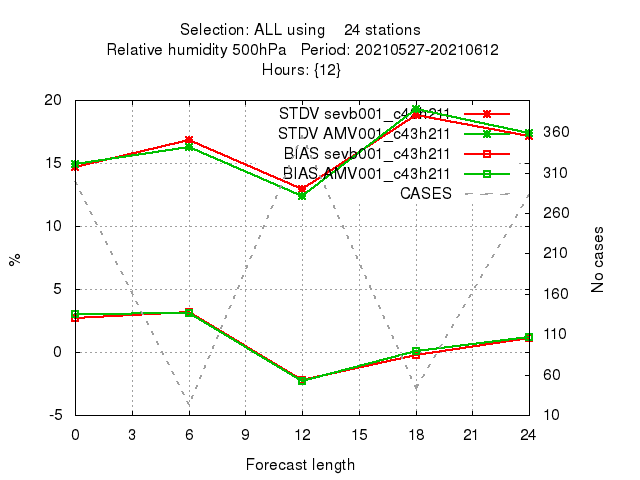 Selection: ALL using 24 stations
Relative humidity 500hPa Period: 20210527-20210612
Hours: {12}
STDV sevb001_c43h211
STDV AMV001_c43h211
BIAS sevb001_c43h211
BIAS AMV001_c43h211
CASES
20
15
10
5
0
-5
%
360
310
260
210
160
110
60
10
No cases
0 3 6 9 12 15 18 21 24
Forecast length